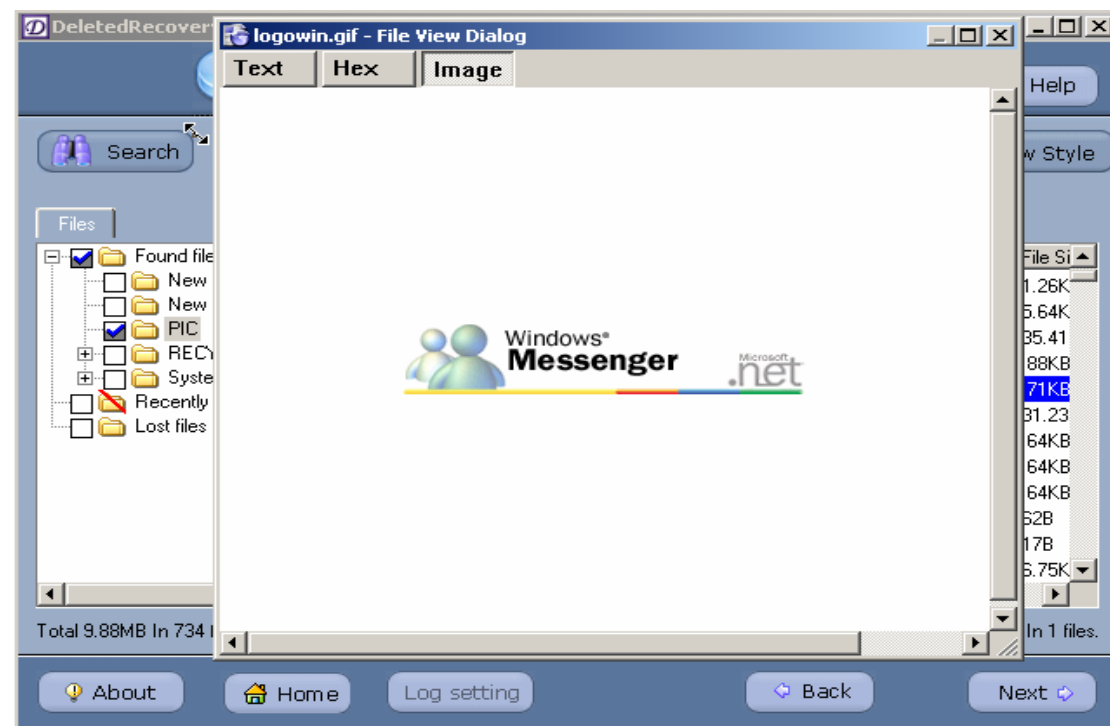 DeletedRecover
logowin.gif - File View Dialog
Text Hex Image
Help
Search
w Style
Files
Found file
New
New
PIC
RECY
Syste
Recently
Lost files
Windows®
Messenger
Microsoft
.net
File Si
1.26K
5.64K
35.41
88KB
71KB
31.23
64KB
64KB
64KB
62B
17B
6.75K
Total 9.88MB In 734
In 1 files.
About Home Log setting Back Next